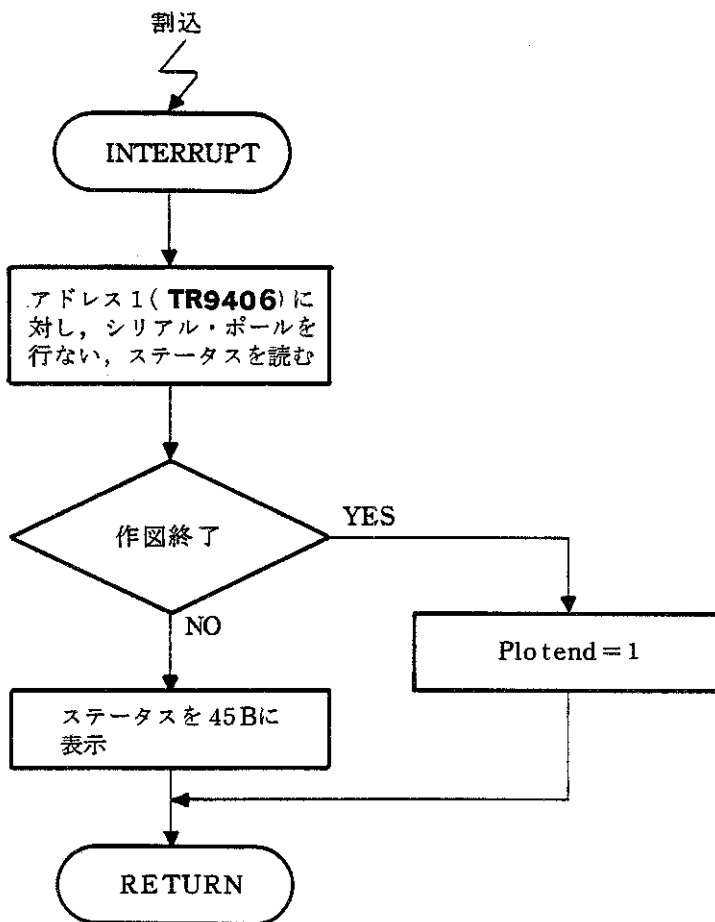 割込
INTERRUPT
アドレス1( TR9406)に
対し，シリアル・ポールを
行ない，ステータスを読む
作図終了
YES
NO
Plotend=1
ステータスを45Bに
表示
RETURN